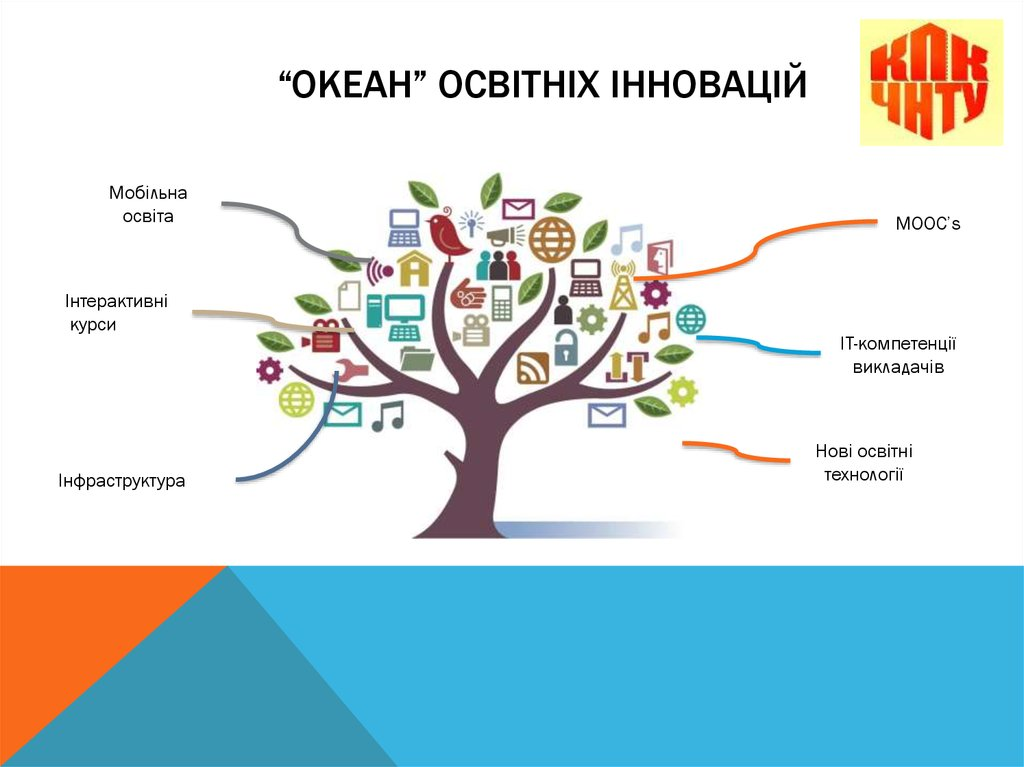 “ОКЕАН” ОСВІТНІХ ІННОВАЦІЙ
КПК
ЧНТУ
Мобільна
освіта
MOOC’s
Інтерактивні
курси
ІТ-компетенції
викладачів
Нові освітні
технології
Інфраструктура